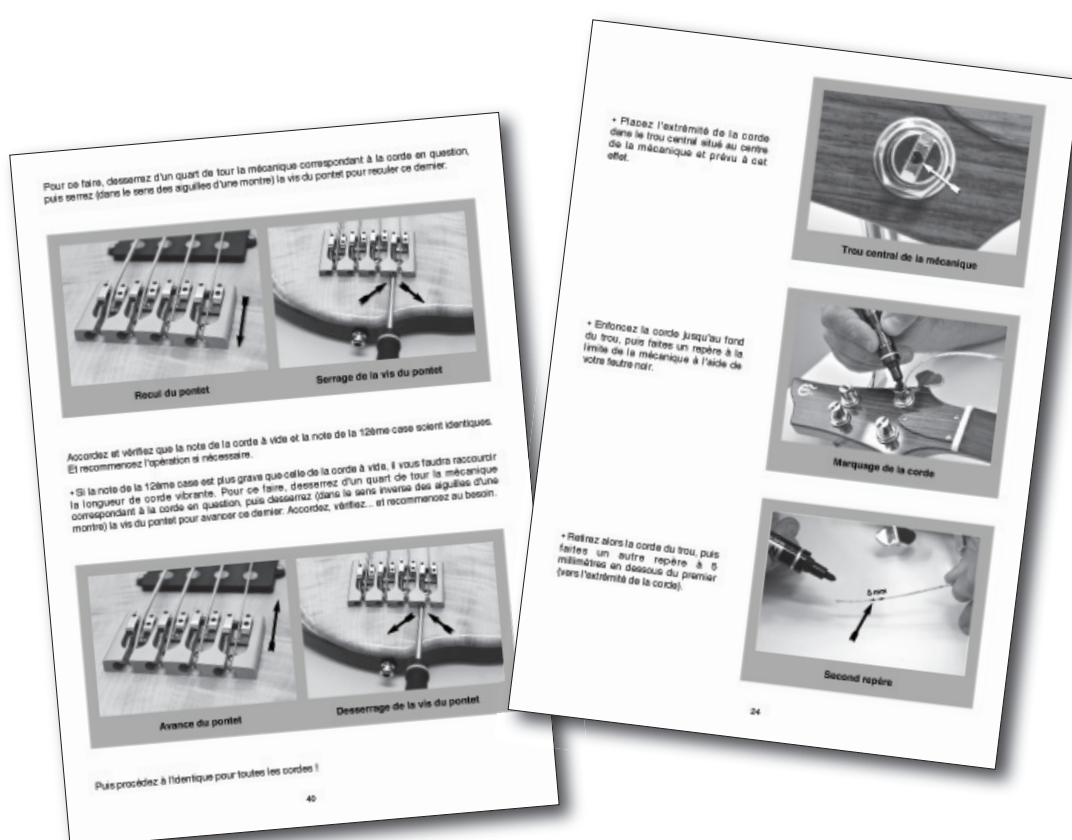 Pour ce faire, desserrez d'un quart de tour la mécanique correspondant à la corde en question,
puis serrez (dans le sens des aiguilles d'une montre) la vis du pontet pour reculer ce dernier.
Recul du pontet
Serrage de la vis du pontet
Accordez et vérifiez que la note de la corde à vide et la note de la 12ème case soient identiques.
Et recommencez l'opération si nécessaire.
• Si la note de la 12ème case est plus grave que celle de la corde à vide, il vous faudra raccourcir
la longueur de corde vibrante. Pour ce faire, desserrez d'un quart de tour la mécanique
correspondant à la corde en question, puis desserrez (dans le sens inverse des aiguilles d'une
montre) la vis du pontet pour avancer ce dernier. Accordez, vérifiez... et recommencez au besoin.
Avance du pontet
Desserrage de la vis du pontet
Puis procédez à l'identique pour toutes les cordes !
40
• Placez l'extrémité de la corde
dans le trou central situé au centre
de la mécanique et prévu à cet
effet.
Trou central de la mécanique
• Enfoncez la corde jusqu'au fond
du trou, puis faites un repère à la
limite de la mécanique à l'aide de
votre feutre noir.
Marquage de la corde
• Retirez alors la corde du trou, puis
faites un autre repère à 5
millimètres en dessous du premier
(vers l'extrémité de la corde).
5 mm
Second repère
24